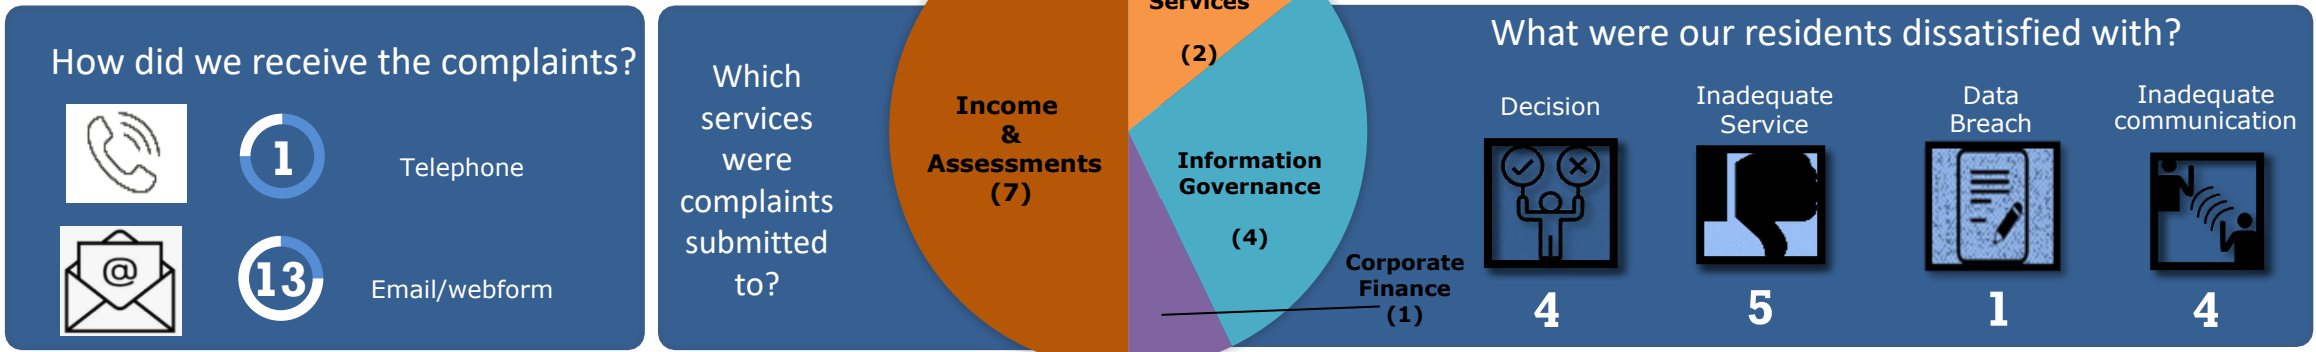 How did we receive the complaints?
1
Telephone
@
13
Email/webform
Which
services
were
complaints
submitted
to?
Services
(2)
Income
&
Assessments
(7)
Information
Governance
(4)
Corporate
Finance
(1)
What were our residents dissatisfied with?
Decision
4
Inadequate
Service
5
Data
Breach
1
Inadequate
communication
4